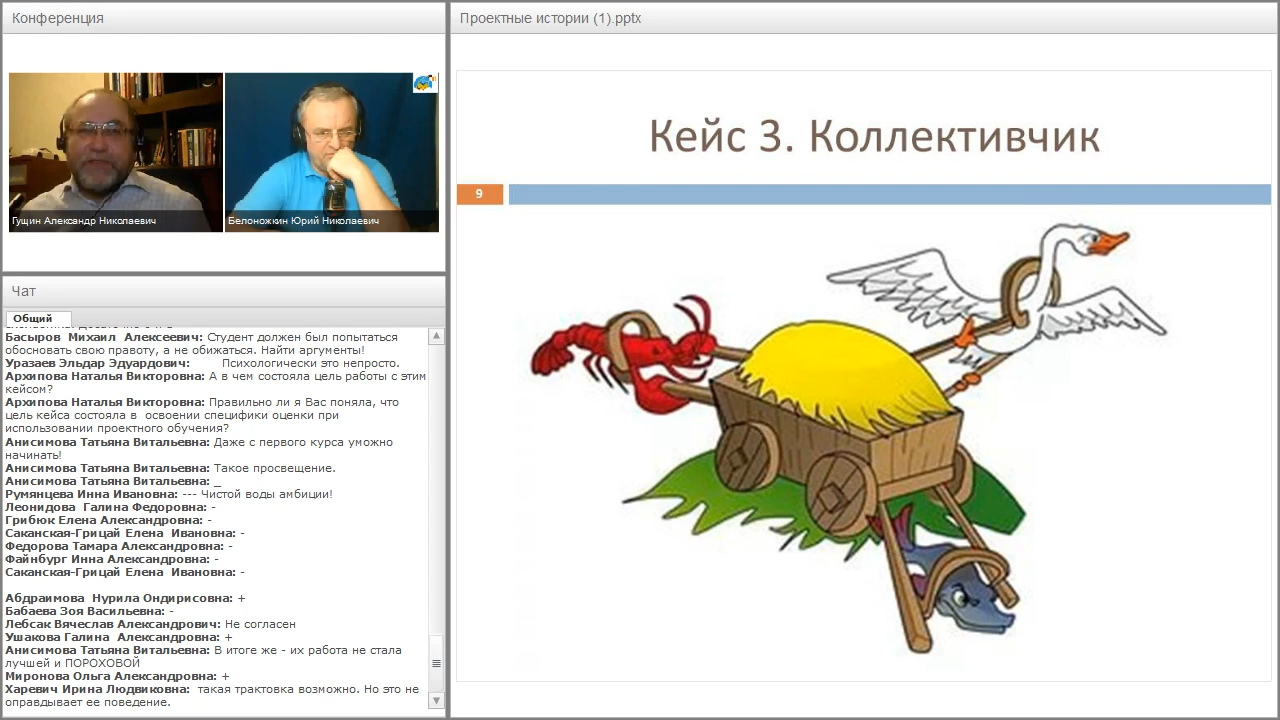 Конференция
Гущин Александр Николаевич
Белоножкин Юрий Николаевич
Чат
Общий
Басыров Михаил Алексеевич: Студент должен был попытаться
обосновать свою правоту, а не обижаться. Найти аргументы!
Уразаев Эльдар Эдуардович: Психологически это непросто.
Архипова Наталья Викторовна: А в чем состояла цель работы с этим
кейсом?
Архипова Наталья Викторовна: Правильно ли я Вас поняла, что
цель кейса состояла в освоении специфики оценки при
использовании проектного обучения?
Анисимова Татьяна Витальевна: Даже с первого курса уможно
начинать!
Анисимова Татьяна Витальевна: Такое просвещение.
Анисимова Татьяна Витальевна: _
Румянцева Инна Ивановна: --- Чистой воды амбиции!
Леонидова Галина Федоровна: -
Грибюк Елена Александровна: -
Саканская-Грицай Елена Ивановна: -
Федорова Тамара Александровна: -
Файнбург Инна Александровна: -
Саканская-Грицай Елена Ивановна: -
Абдраимова Нурила Ондирисовна: +
Бабаева Зоя Васильевна: -
Лебсак Вячеслав Александрович: Не согласен
Ушакова Галина Александровна: +
Анисимова Татьяна Витальевна: В итоге же - их работа не стала
лучшей и ПОРОХОВОЙ
Миронова Ольга Александровна: +
Харевич Ирина Людвиковна: такая трактовка возможно. Но это не
оправдывает ее поведение.
Проектные истории (1).pptx
Кейс 3. Коллективчик
9